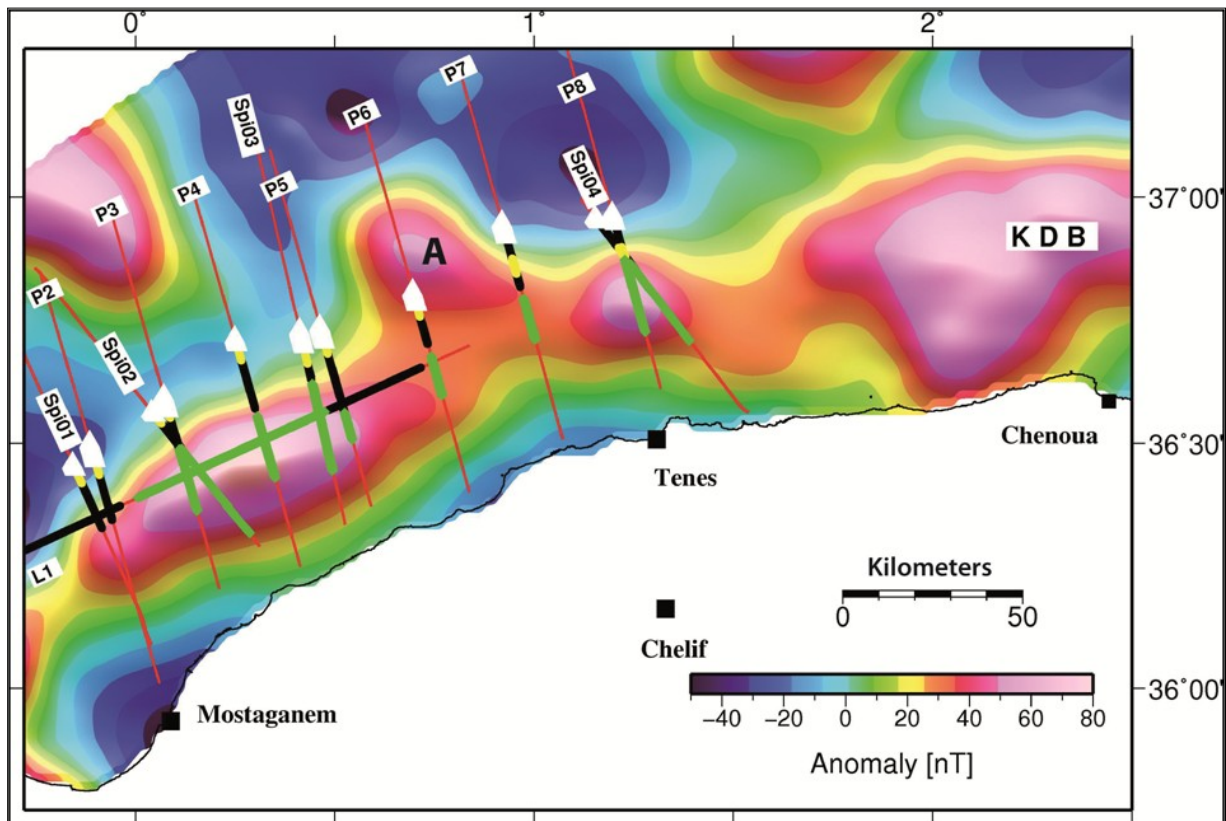 0° 1° 2°
P7
P8
Spi03
P6
Spi04
P5
P4
P3
37°00'
A
K D B
P2
Spi02
Spi01
Chenoua
36°30'
Tenes
L1
Kilometers
0 50
Chelif
36°00'
−40 −20 0 20 40 60 80
Mostaganem
Anomaly [nT]